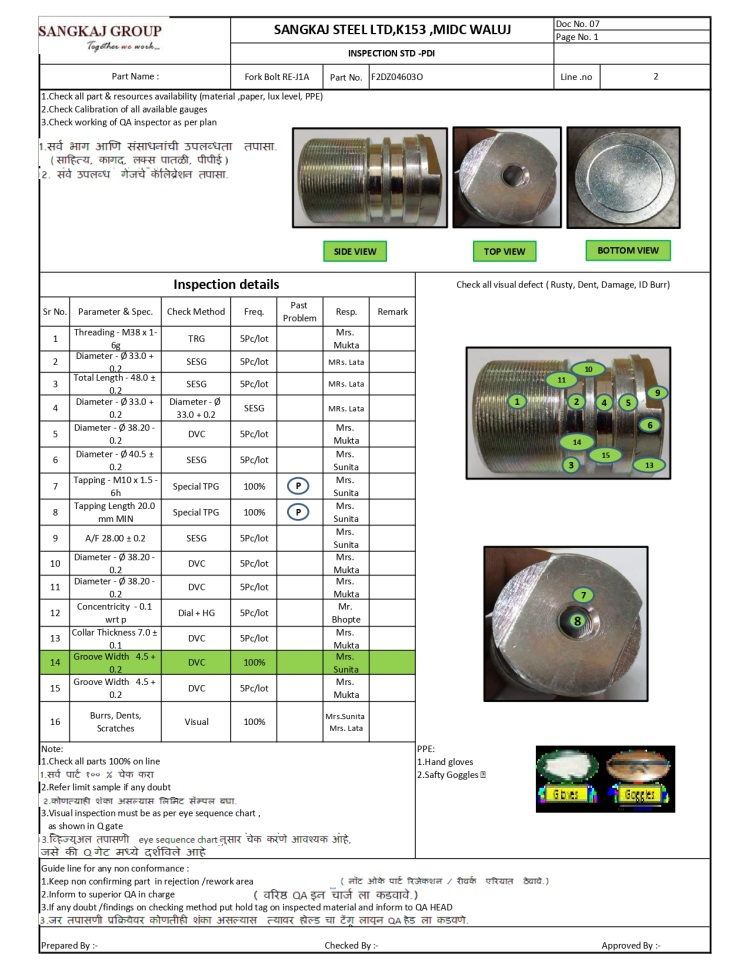 SANGKAJ GROUP
Together we work...
SANGKAJ STEEL LTD,K153 ,MIDC WALUJ
Doc No. 07
Page No. 1
INSPECTION STD -PDI
Part Name :
Fork Bolt RE-J1A
Part No.
F2DZ04603O
Line .no
2
1.Check all part & resources availability (material ,paper, lux level, PPE)
2.Check Calibration of all available gauges
3.Check working of QA inspector as per plan
1.सर्व भाग आणि संसाधनांची उपलब्धता तपासा.
(साहित्य, कागद, लक्स पातळी, पीपीई)
2. सर्व उपलब्ध गेजचे कॅलिब्रेशन तपासा.
SIDE VIEW
TOP VIEW
BOTTOM VIEW
Inspection details
Check all visual defect ( Rusty, Dent, Damage, ID Burr)
Sr No. Parameter & Spec. Check Method Freq. Past Problem Resp. Remark
1 Threading - M38 x 1-6g TRG 5Pc/lot Mrs. Mukta
2 Diameter - Ø 33.0 + 0.2 SESG 5Pc/lot MRs. Lata
3 Total Length - 48.0 ± 0.2 SESG 5Pc/lot MRs. Lata
4 Diameter - Ø 33.0 + 0.2 Diameter - Ø 33.0 + 0.2 SESG MRs. Lata
5 Diameter - Ø 38.20 - 0.2 DVC 5Pc/lot Mrs. Mukta
6 Diameter - Ø 40.5 ± 0.2 SESG 5Pc/lot Mrs. Sunita
7 Tapping - M10 x 1.5 - 6h Special TPG 100% P Mrs. Sunita
8 Tapping Length 20.0 mm MIN Special TPG 100% P Mrs. Sunita
9 A/F 28.00 ± 0.2 SESG 5Pc/lot Mrs. Sunita
10 Diameter - Ø 38.20 - 0.2 DVC 5Pc/lot Mrs. Mukta
11 Diameter - Ø 38.20 - 0.2 DVC 5Pc/lot Mrs. Mukta
12 Concentricity - 0.1 wrt p Dial + HG 5Pc/lot Mr. Bhopte
13 Collar Thickness 7.0 ± 0.1 DVC 5Pc/lot Mrs. Mukta
14 Groove Width 4.5 + 0.2 DVC 100% Mrs. Sunita
15 Groove Width 4.5 + 0.2 DVC 5Pc/lot Mrs. Mukta
16 Burrs, Dents, Scratches Visual 100% Mrs.Sunita Mrs. Lata
10
11
9
1
2
4
5
6
14
15
3
13
7
8
Note:
1.Check all parts 100% on line
1.सर्व पार्ट १०० % चेक करा
2.Refer limit sample if any doubt
2.कोणत्याही शंका असल्यास लिमिट सॅम्पल बघा.
3.Visual inspection must be as per eye sequence chart ,
as shown in Q gate
3.व्हिज्युअल तपासणी eye sequence chart नुसार चेक करणे आवश्यक आहे,
जसे की Q गेट मध्ये दर्शविले आहे
PPE:
1.Hand gloves
2.Safty Goggles
Gloves
Goggles
Guide line for any non conformance :
1.Keep non confirming part in rejection /rework area ( नॉट ओके पार्ट रिजेकशन / रीवर्क एरियात ठेवावे.)
2.Inform to superior QA in charge ( वरिष्ठ QA इन चार्ज ला कडवावे.)
3.If any doubt /findings on checking method put hold tag on inspected material and inform to QA HEAD
3.जर तपासणी प्रक्रियेवर कोणतीही शंका असल्यास त्यावर होल्ड चा टॅग लावून QA हेड ला कडवणे.
Prepared By :-
Checked By :-
Approved By :-